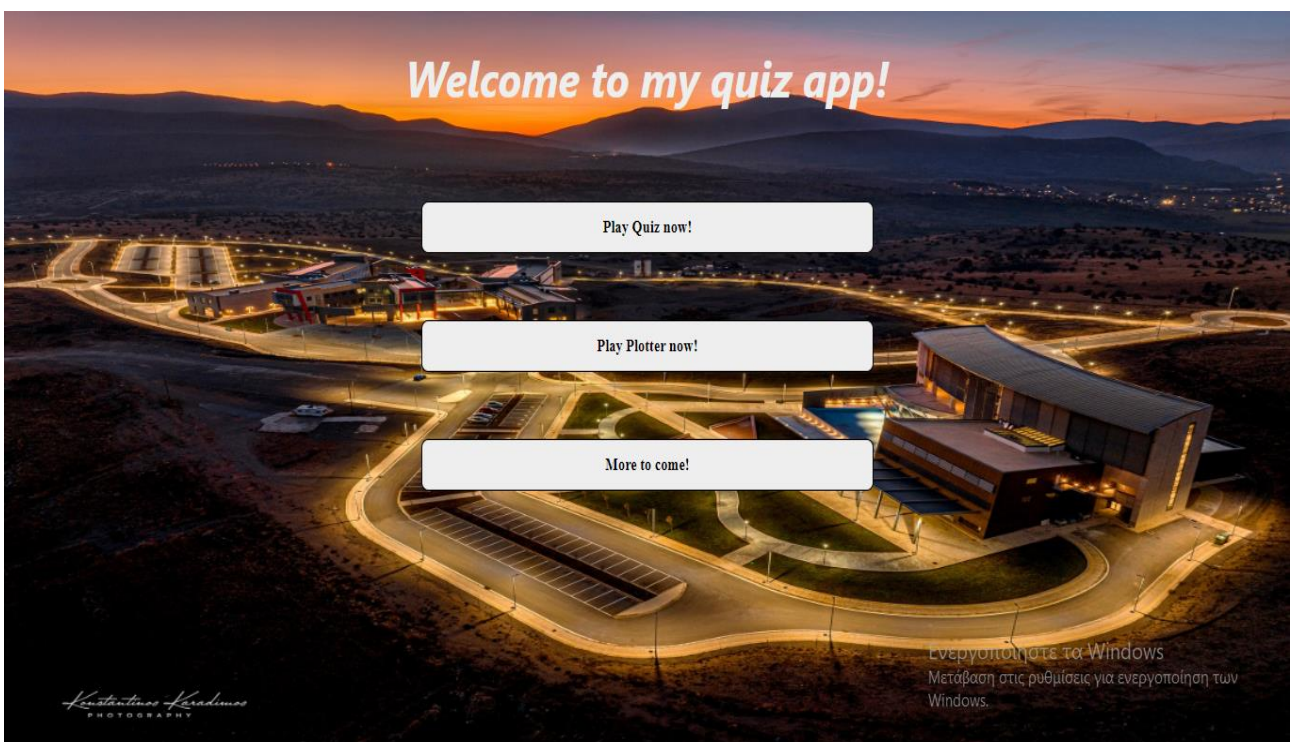 Welcome to my quiz app!
Play Quiz now!
Play Plotter now!
More to come!
Ενεργοποιήστε τα Windows
Μετάβαση στις ρυθμίσεις για ενεργοποίηση των
Windows.
Konstantinos Karadimos
PHOTOGRAPHY